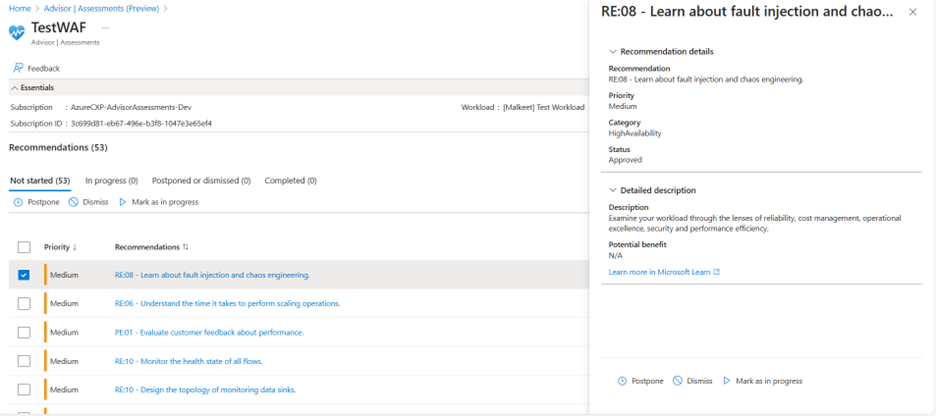 Home > Advisor | Assessments (Preview) >
TestWAF ...
Advisor | Assessments
Feedback
Essentials
Subscription : AzureCXP-AdvisorAssessments-Dev
Workload : [Malkeet] Test Workload
Subscription ID : 3c699d81-eb67-496e-b3f8-1047e3e65ef4
Recommendations (53)
Not started (53) In progress (0) Postponed or dismissed (0) Completed (0)
Postpone Dismiss Mark as in progress
Priority ↓ Recommendations ↑↓
Medium RE:08 - Learn about fault injection and chaos engineering.
Medium RE:06 - Understand the time it takes to perform scaling operations.
Medium PE:01 - Evaluate customer feedback about performance.
Medium RE:10 - Monitor the health state of all flows.
Medium RE:10 - Design the topology of monitoring data sinks.
RE:08 - Learn about fault injection and chao...
Recommendation details
Recommendation
RE:08 - Learn about fault injection and chaos engineering.
Priority
Medium
Category
HighAvailability
Status
Approved
Detailed description
Description
Examine your workload through the lenses of reliability, cost management, operational
excellence, security and performance efficiency.
Potential benefit
N/A
Learn more in Microsoft Learn
Postpone Dismiss Mark as in progress